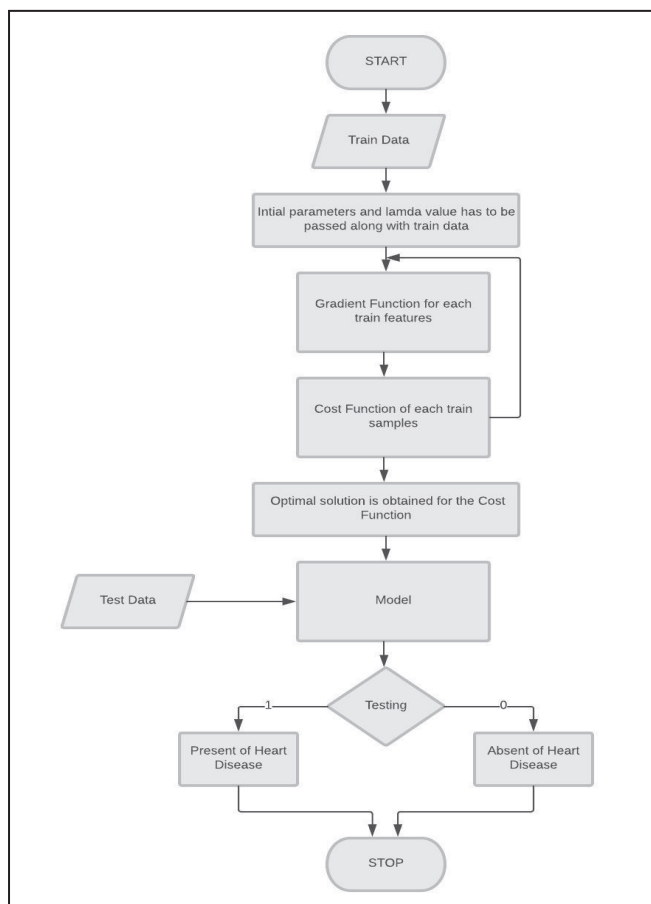 START
Train Data
Intial parameters and lamda value has to be
passed along with train data
Gradient Function for each
train features
Cost Function of each train
samples
Optimal solution is obtained for the Cost
Function
Test Data
Model
Testing
1
0
Present of Heart
Disease
Absent of Heart
Disease
STOP